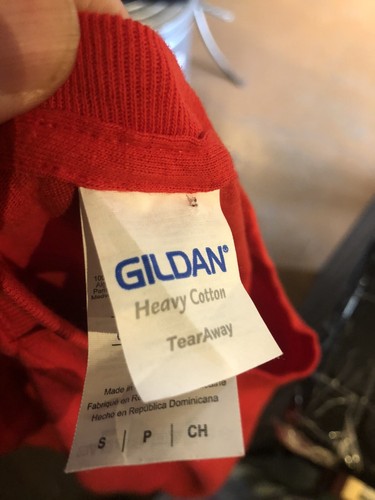 GILDAN®
Heavy Cotton
TearAway
Made in
Fabriqué en
Hecho en República Dominicana
S | P | CH